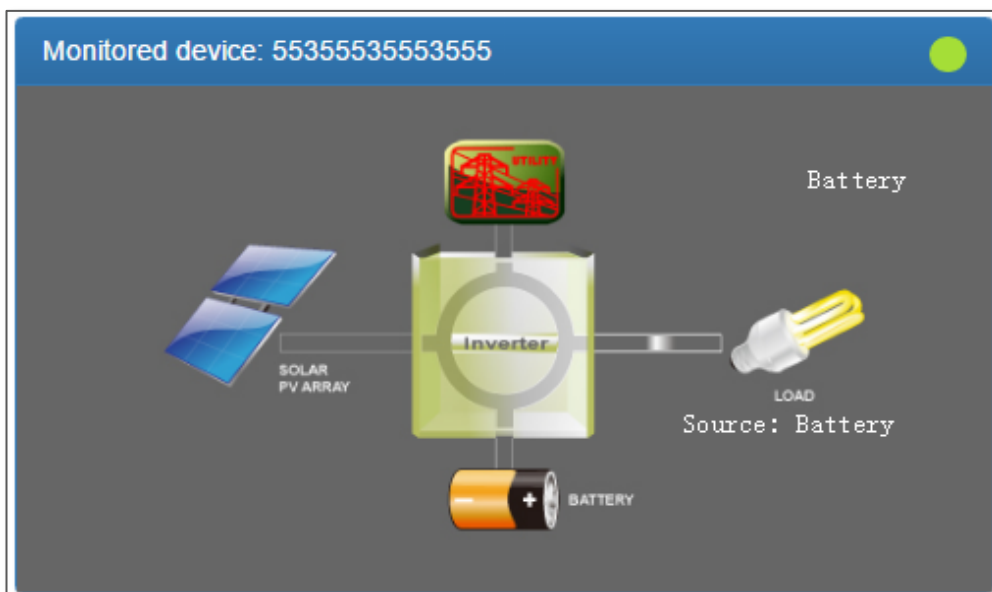 Monitored device: 55355535553555
UTILITY
Battery
Inverter
SOLAR
PV ARRAY
LOAD
Source: Battery
BATTERY